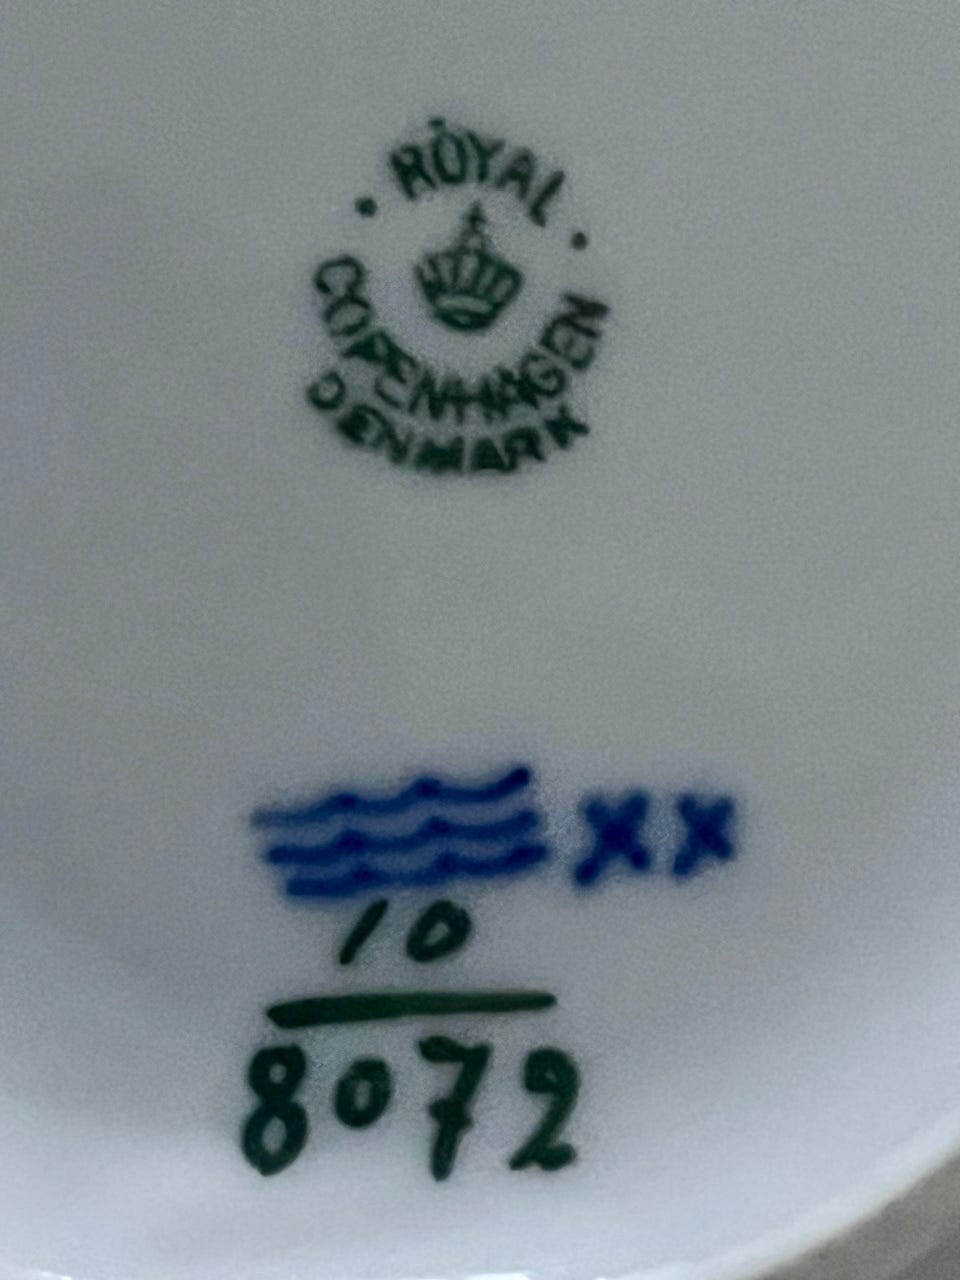 ROYAL
COPENHAGEN
DENMARK
XX
10
8072